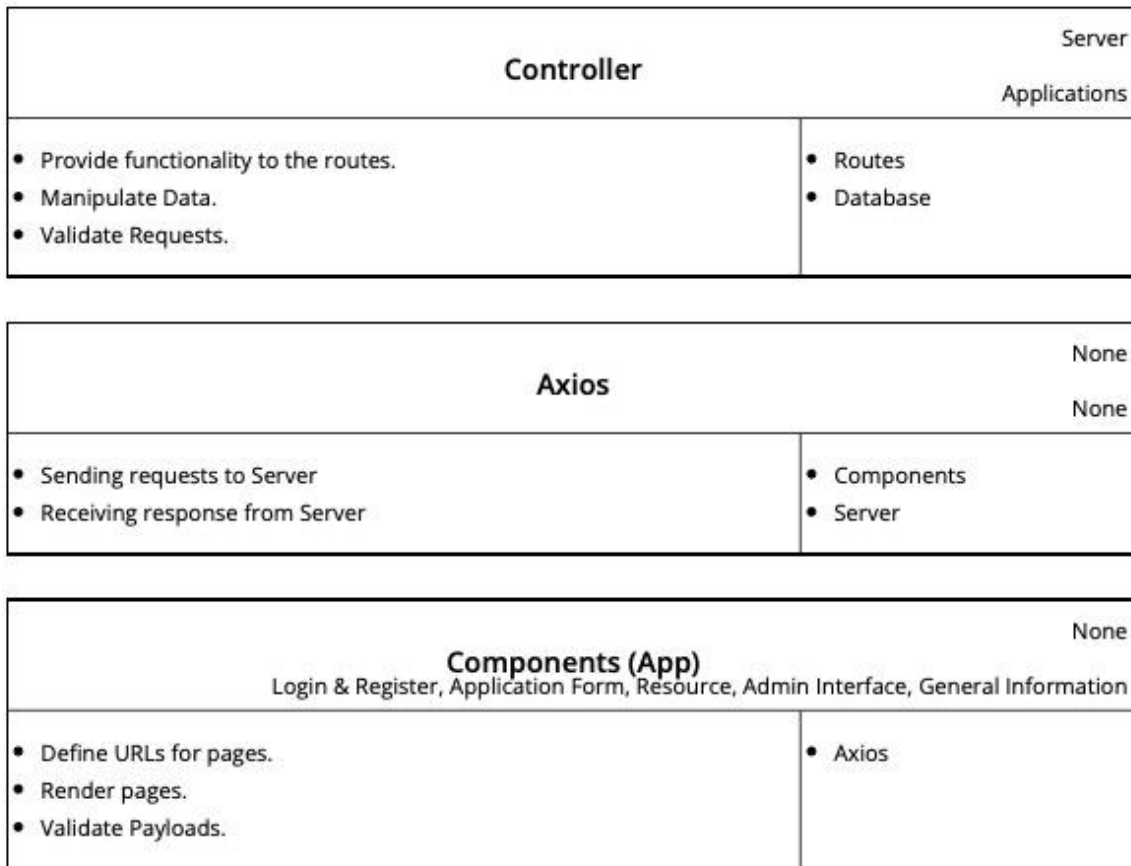 Server
Controller
Applications
• Provide functionality to the routes.
• Manipulate Data.
• Validate Requests.
• Routes
• Database
None
Axios
None
• Sending requests to Server
• Receiving response from Server
• Components
• Server
None
Components (App)
Login & Register, Application Form, Resource, Admin Interface, General Information
• Define URLs for pages.
• Render pages.
• Validate Payloads.
• Axios